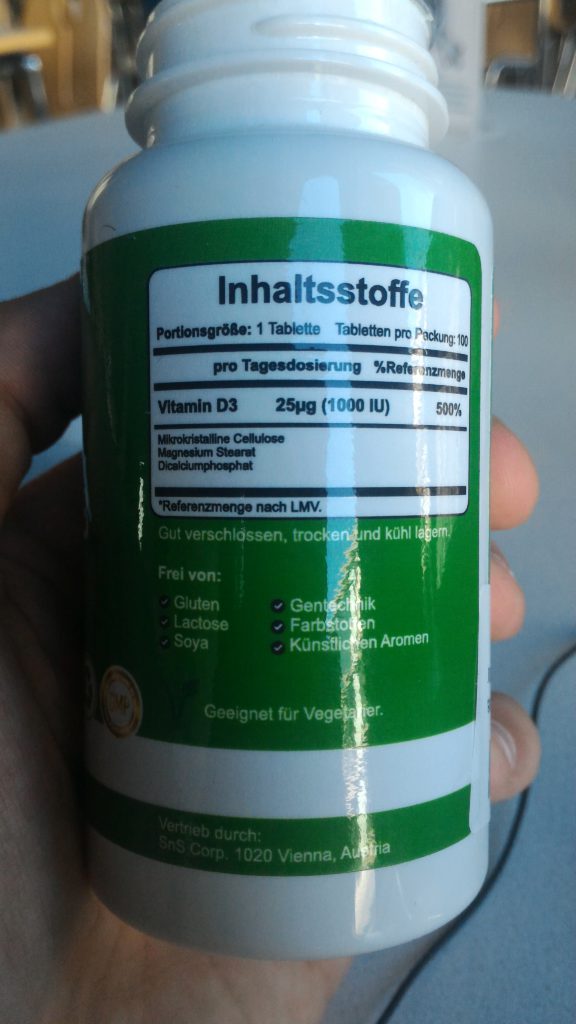 Inhaltsstoffe
Portionsgröße: 1 Tablette Tabletten pro Packung: 100
pro Tagesdosierung %Referenzmenge
Vitamin D3 25µg (1000 IU) 500%
Mikrokristalline Cellulose
Magnesium Stearat
Dicalciumphosphat
*Referenzmenge nach LMV.
Gut verschlossen, trocken und kühl lagern.
Frei von:
Gluten Gentechnik
Lactose Farbstoffen
Soya Künstlichen Aromen
GMP
Geeignet für Vegetarier.
Vertrieb durch:
SnS Corp. 1020 Vienna, Austria